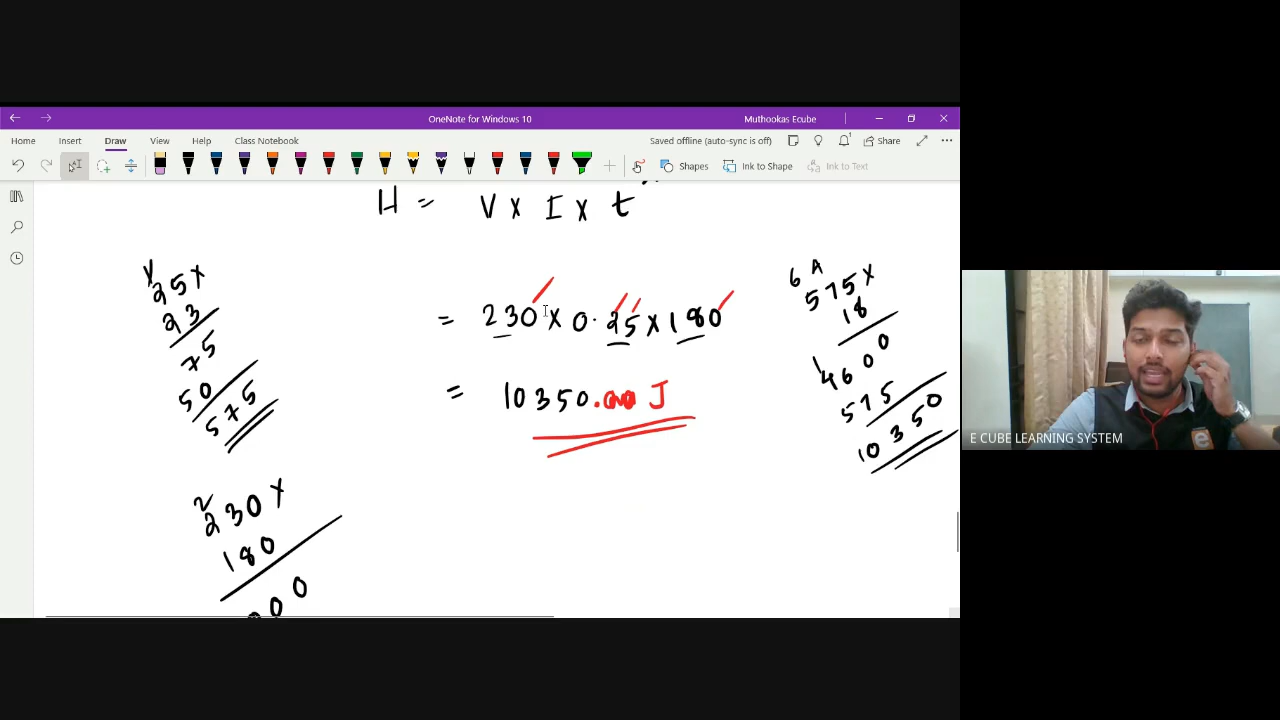 OneNote for Windows 10
Muthookas Ecube
Home Insert Draw View Help Class Notebook
Saved offline (auto-sync is off)
Share
Shapes
Ink to Shape
Ink to Text
H = V x I x t
= 230 x 0.25 x 180
= 10350.00 J
25 x
23
75
50
575
230 x
180
575 x
18
4600
575
10350
E CUBE LEARNING SYSTEM